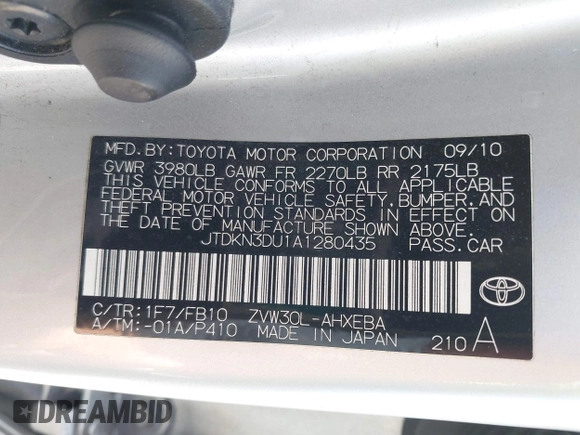 MFD.BY:TOYOTA MOTOR CORPORATION 09/10
GVWR 3980LB GAWR FR 2270LB RR 2175LB
THIS VEHICLE CONFORMS TO ALL APPLICABLE
FEDERAL MOTOR VEHICLE SAFETY,BUMPER,AND
THEFT PREVENTION STANDARDS IN EFFECT ON
THE DATE OF MANUFACTURE SHOWN ABOVE.
JTDKN3DU1A1280435 PASS.CAR
C/TR:1F7/FB10 ZVW30L-AHXEBA
A/TM:-01A/P410 MADE IN JAPAN 210 A
DREAMBID